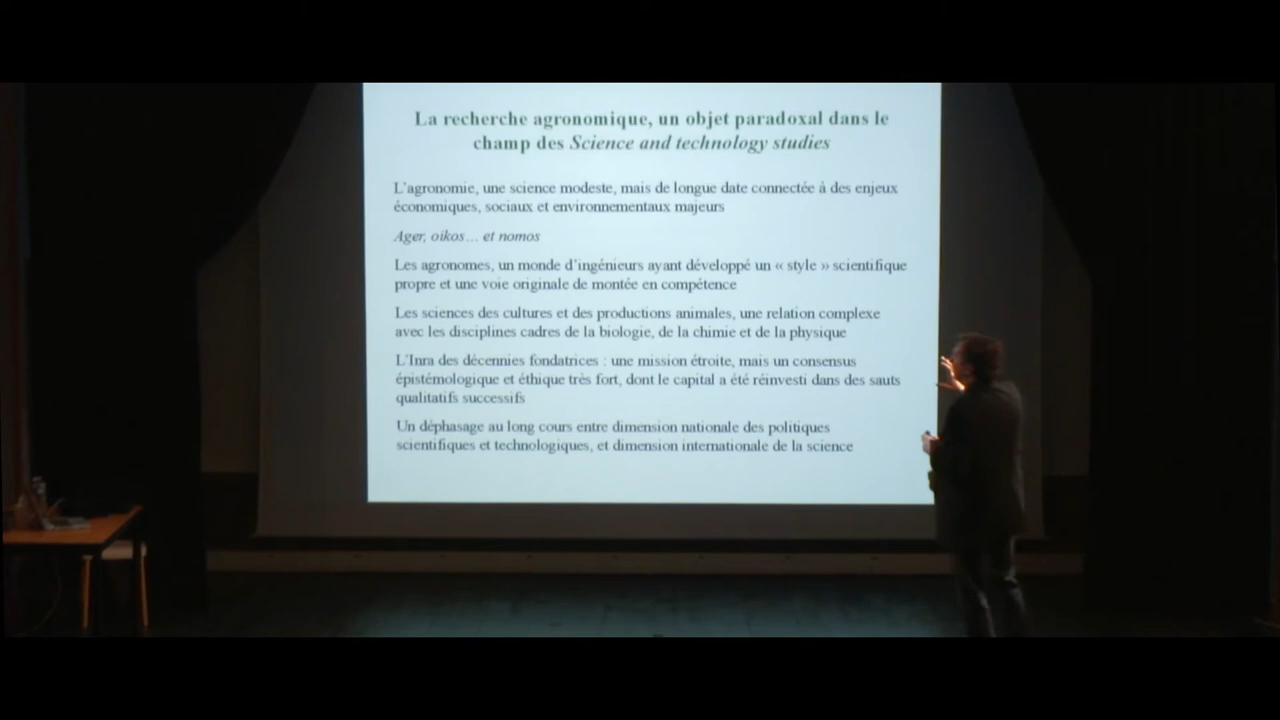 La recherche agronomique, un objet paradoxal dans le
champ des Science and technology studies
L'agronomie, une science modeste, mais de longue date connectée à des enjeux
économiques, sociaux et environnementaux majeurs
Ager, oikos... et nomos
Les agronomes, un monde d'ingénieurs ayant développé un « style » scientifique
propre et une voie originale de montée en compétence
Les sciences des cultures et des productions animales, une relation complexe
avec les disciplines cadres de la biologie, de la chimie et de la physique
L'Inra des décennies fondatrices : une mission étroite, mais un consensus
épistémologique et éthique très fort, dont le capital a été réinvesti dans des sauts
qualitatifs successifs
Un déphasage au long cours entre dimension nationale des politiques
scientifiques et technologiques, et dimension internationale de la science